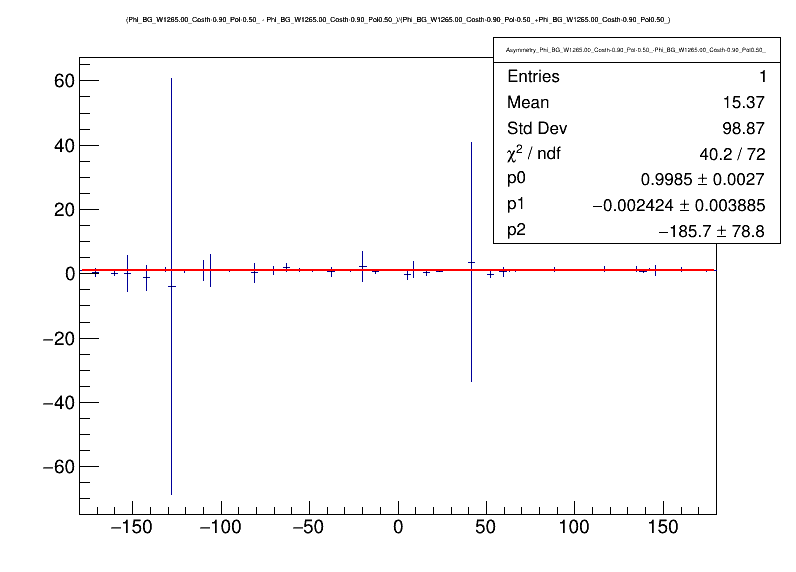 (Phi_BG_W1265.00_Costh-0.90_Pol-0.50_ - Phi_BG_W1265.00_Costh-0.90_Pol0.50_)/(Phi_BG_W1265.00_Costh-0.90_Pol-0.50_+Phi_BG_W1265.00_Costh-0.90_Pol0.50_)
Asymmetry_Phi_BG_W1265.00_Costh-0.90_Pol-0.50_-Phi_BG_W1265.00_Costh-0.90_Pol0.50_
Entries 1
Mean 15.37
Std Dev 98.87
χ² / ndf 40.2 / 72
p0 0.9985 ± 0.0027
p1 −0.002424 ± 0.003885
p2 −185.7 ± 78.8
60
40
20
0
−20
−40
−60
−150 −100 −50 0 50 100 150